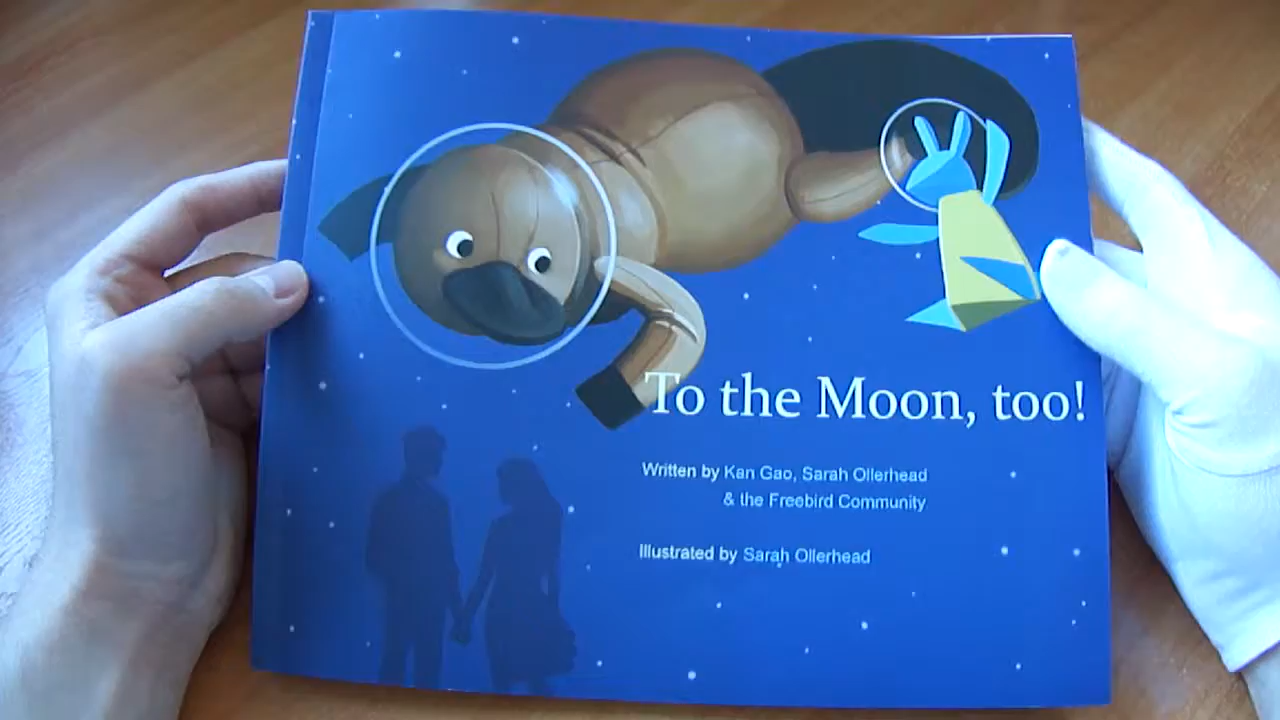 To the Moon, too!
Written by Kan Gao, Sarah Ollerhead
& the Freebird Community
Illustrated by Sarah Ollerhead